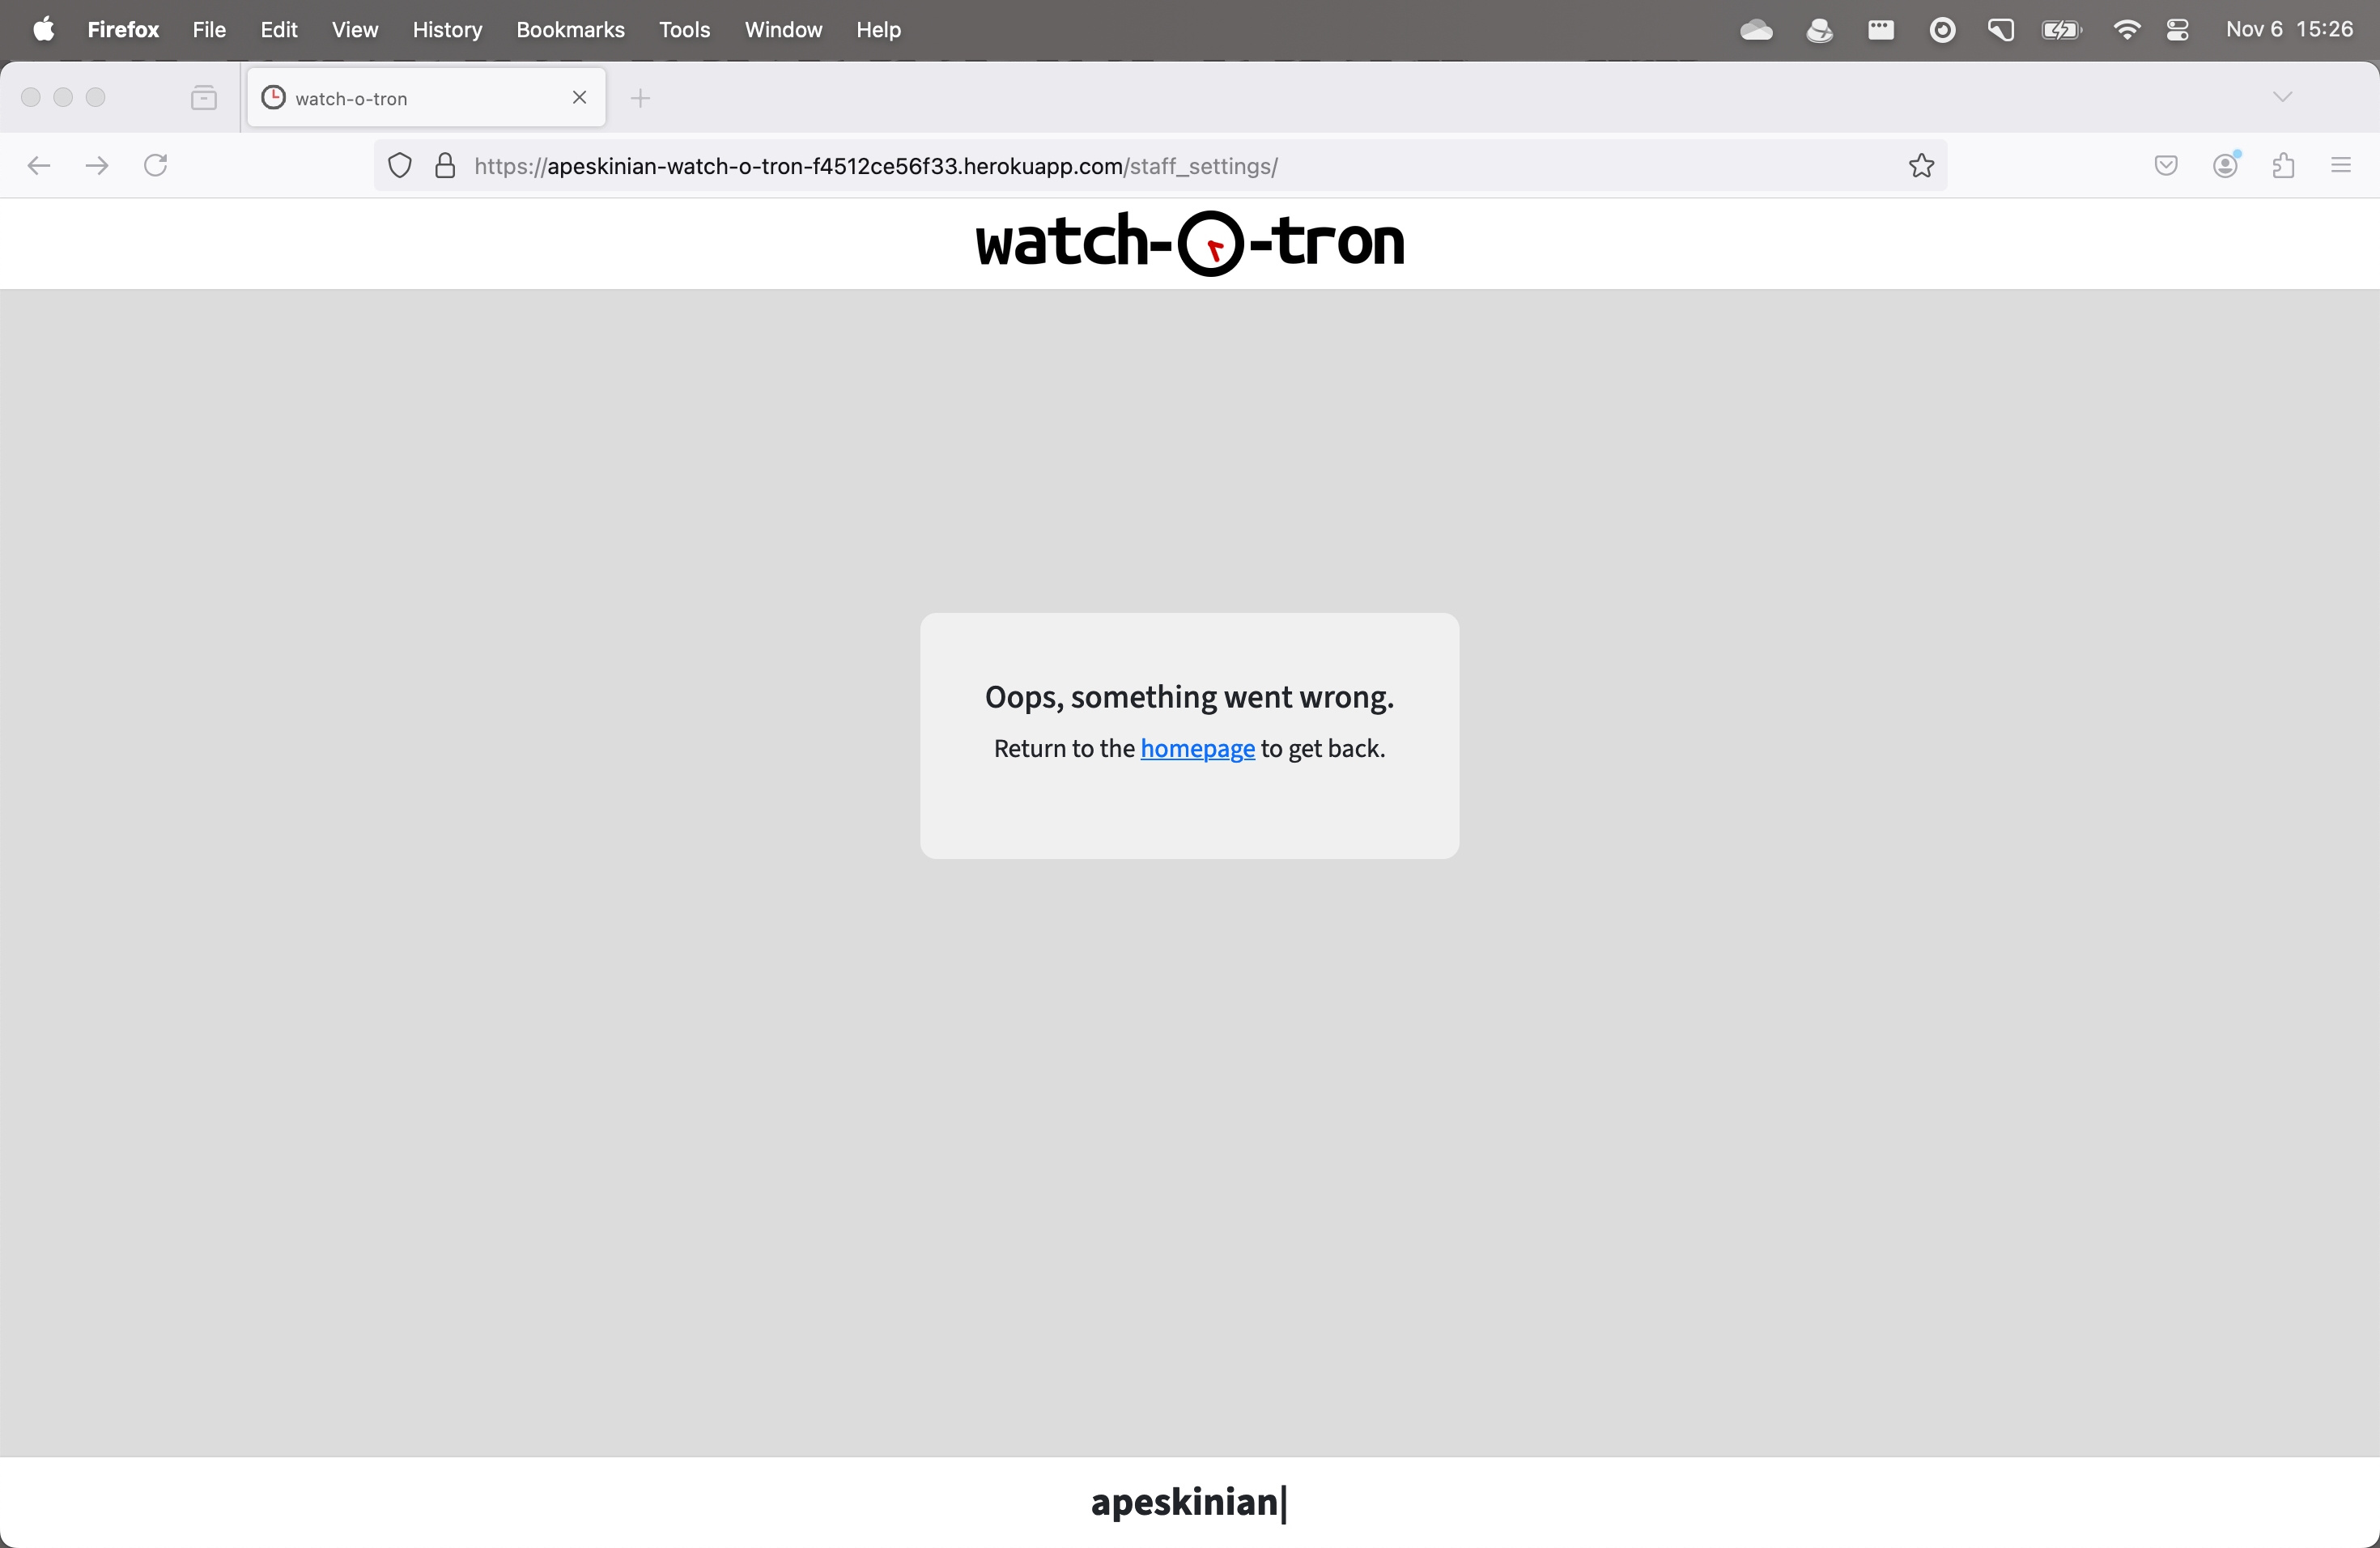 Firefox File Edit View History Bookmarks Tools Window Help Nov 6 15:26
watch-o-tron
https://apeskinian-watch-o-tron-f4512ce56f33.herokuapp.com/staff_settings/
watch-O-tron
Oops, something went wrong.
Return to the homepage to get back.
apeskinian|